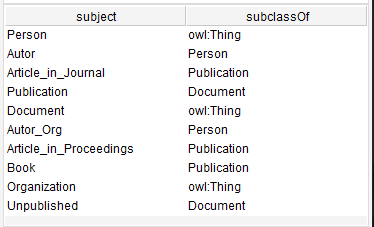 subject subclassOf
Person owl:Thing
Autor Person
Article_in_Journal Publication
Publication Document
Document owl:Thing
Autor_Org Person
Article_in_Proceedings Publication
Book Publication
Organization owl:Thing
Unpublished Document